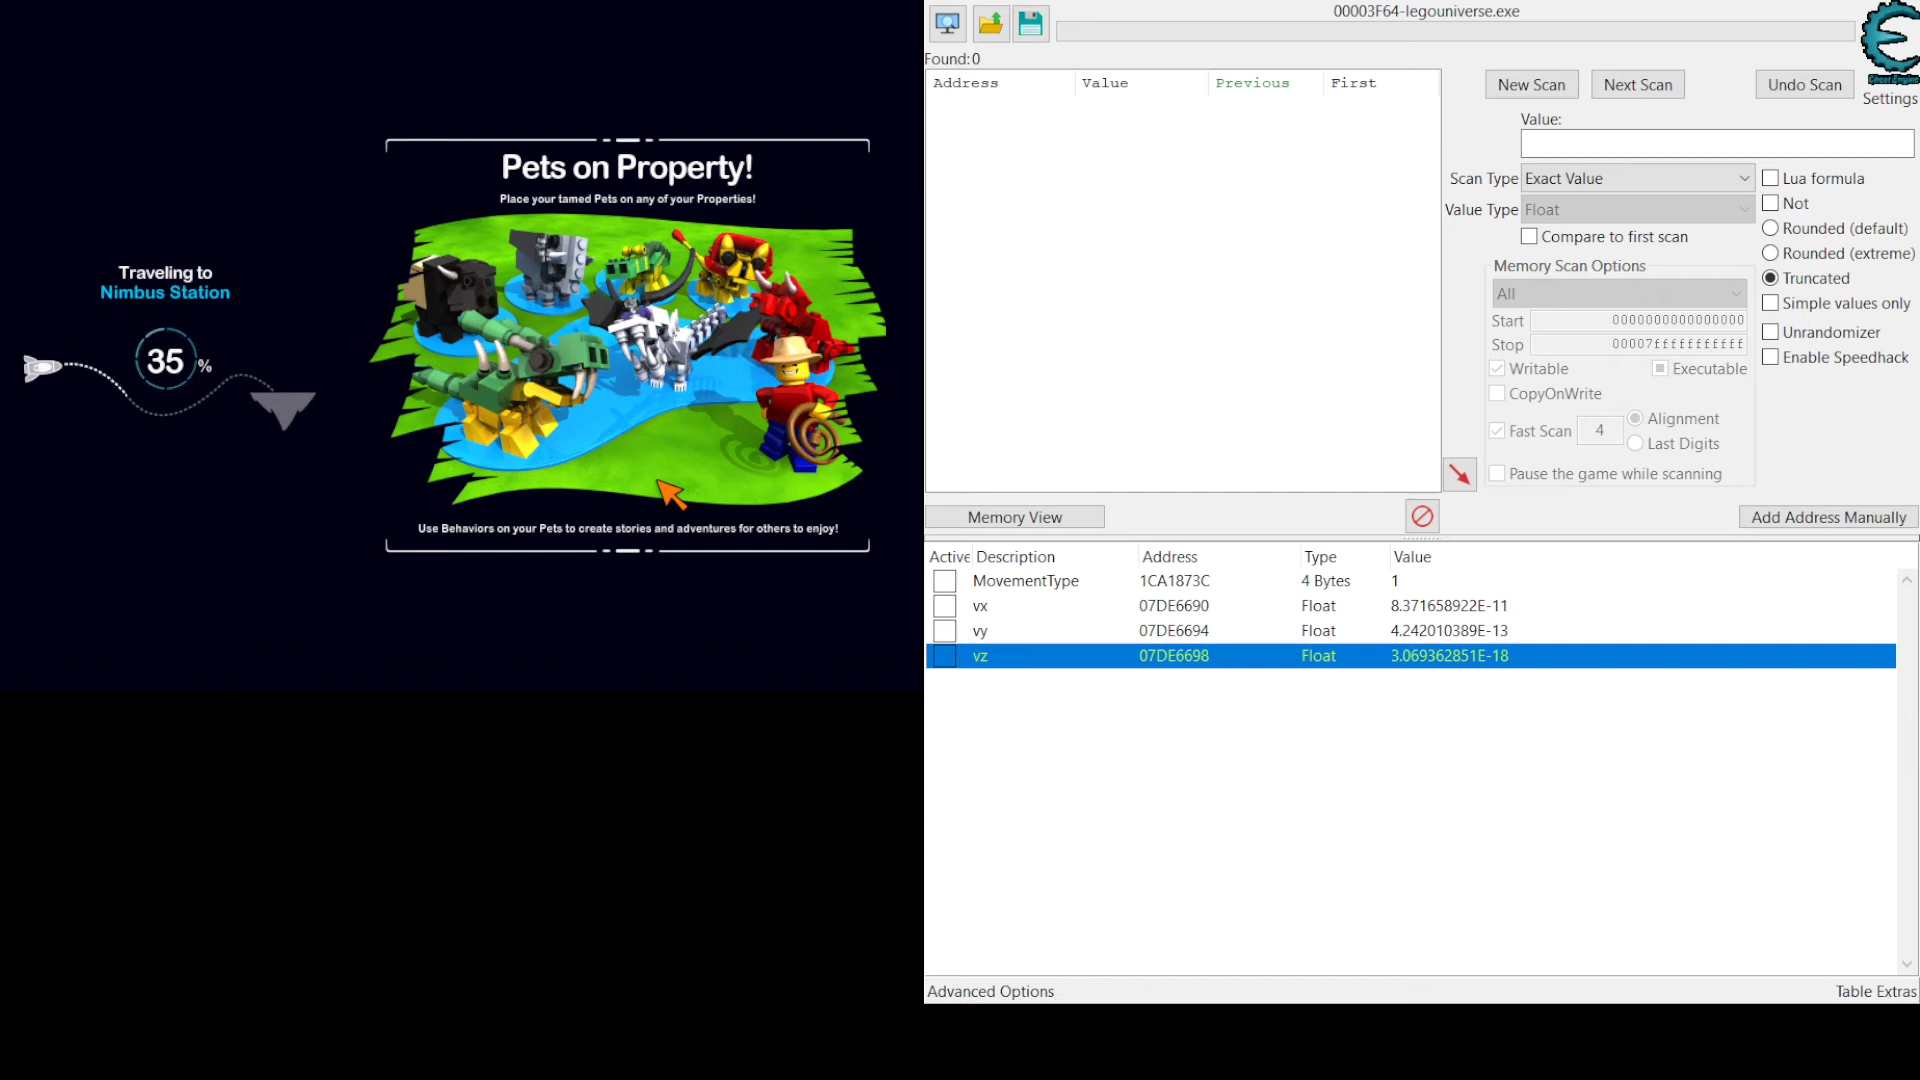 Pets on Property!
Place your tamed Pets on any of your Properties!
Traveling to
Nimbus Station
35 %
Use Behaviors on your Pets to create stories and adventures for others to enjoy!
00003F64-legouniverse.exe
Found: 0
Address Value Previous First
New Scan Next Scan Undo Scan
Cheat Engine
Settings
Value:
Scan Type Exact Value
Lua formula
Value Type Float
Not
Rounded (default)
Compare to first scan
Rounded (extreme)
Memory Scan Options
Truncated
All
Simple values only
Start 0000000000000000
Unrandomizer
Stop 00007fffffffffff
Enable Speedhack
Writable Executable
CopyOnWrite
Fast Scan 4 Alignment
Last Digits
Pause the game while scanning
Memory View
Add Address Manually
Active Description Address Type Value
MovementType 1CA1873C 4 Bytes 1
vx 07DE6690 Float 8.371658922E-11
vy 07DE6694 Float 4.242010389E-13
vz 07DE6698 Float 3.069362851E-18
Advanced Options
Table Extras